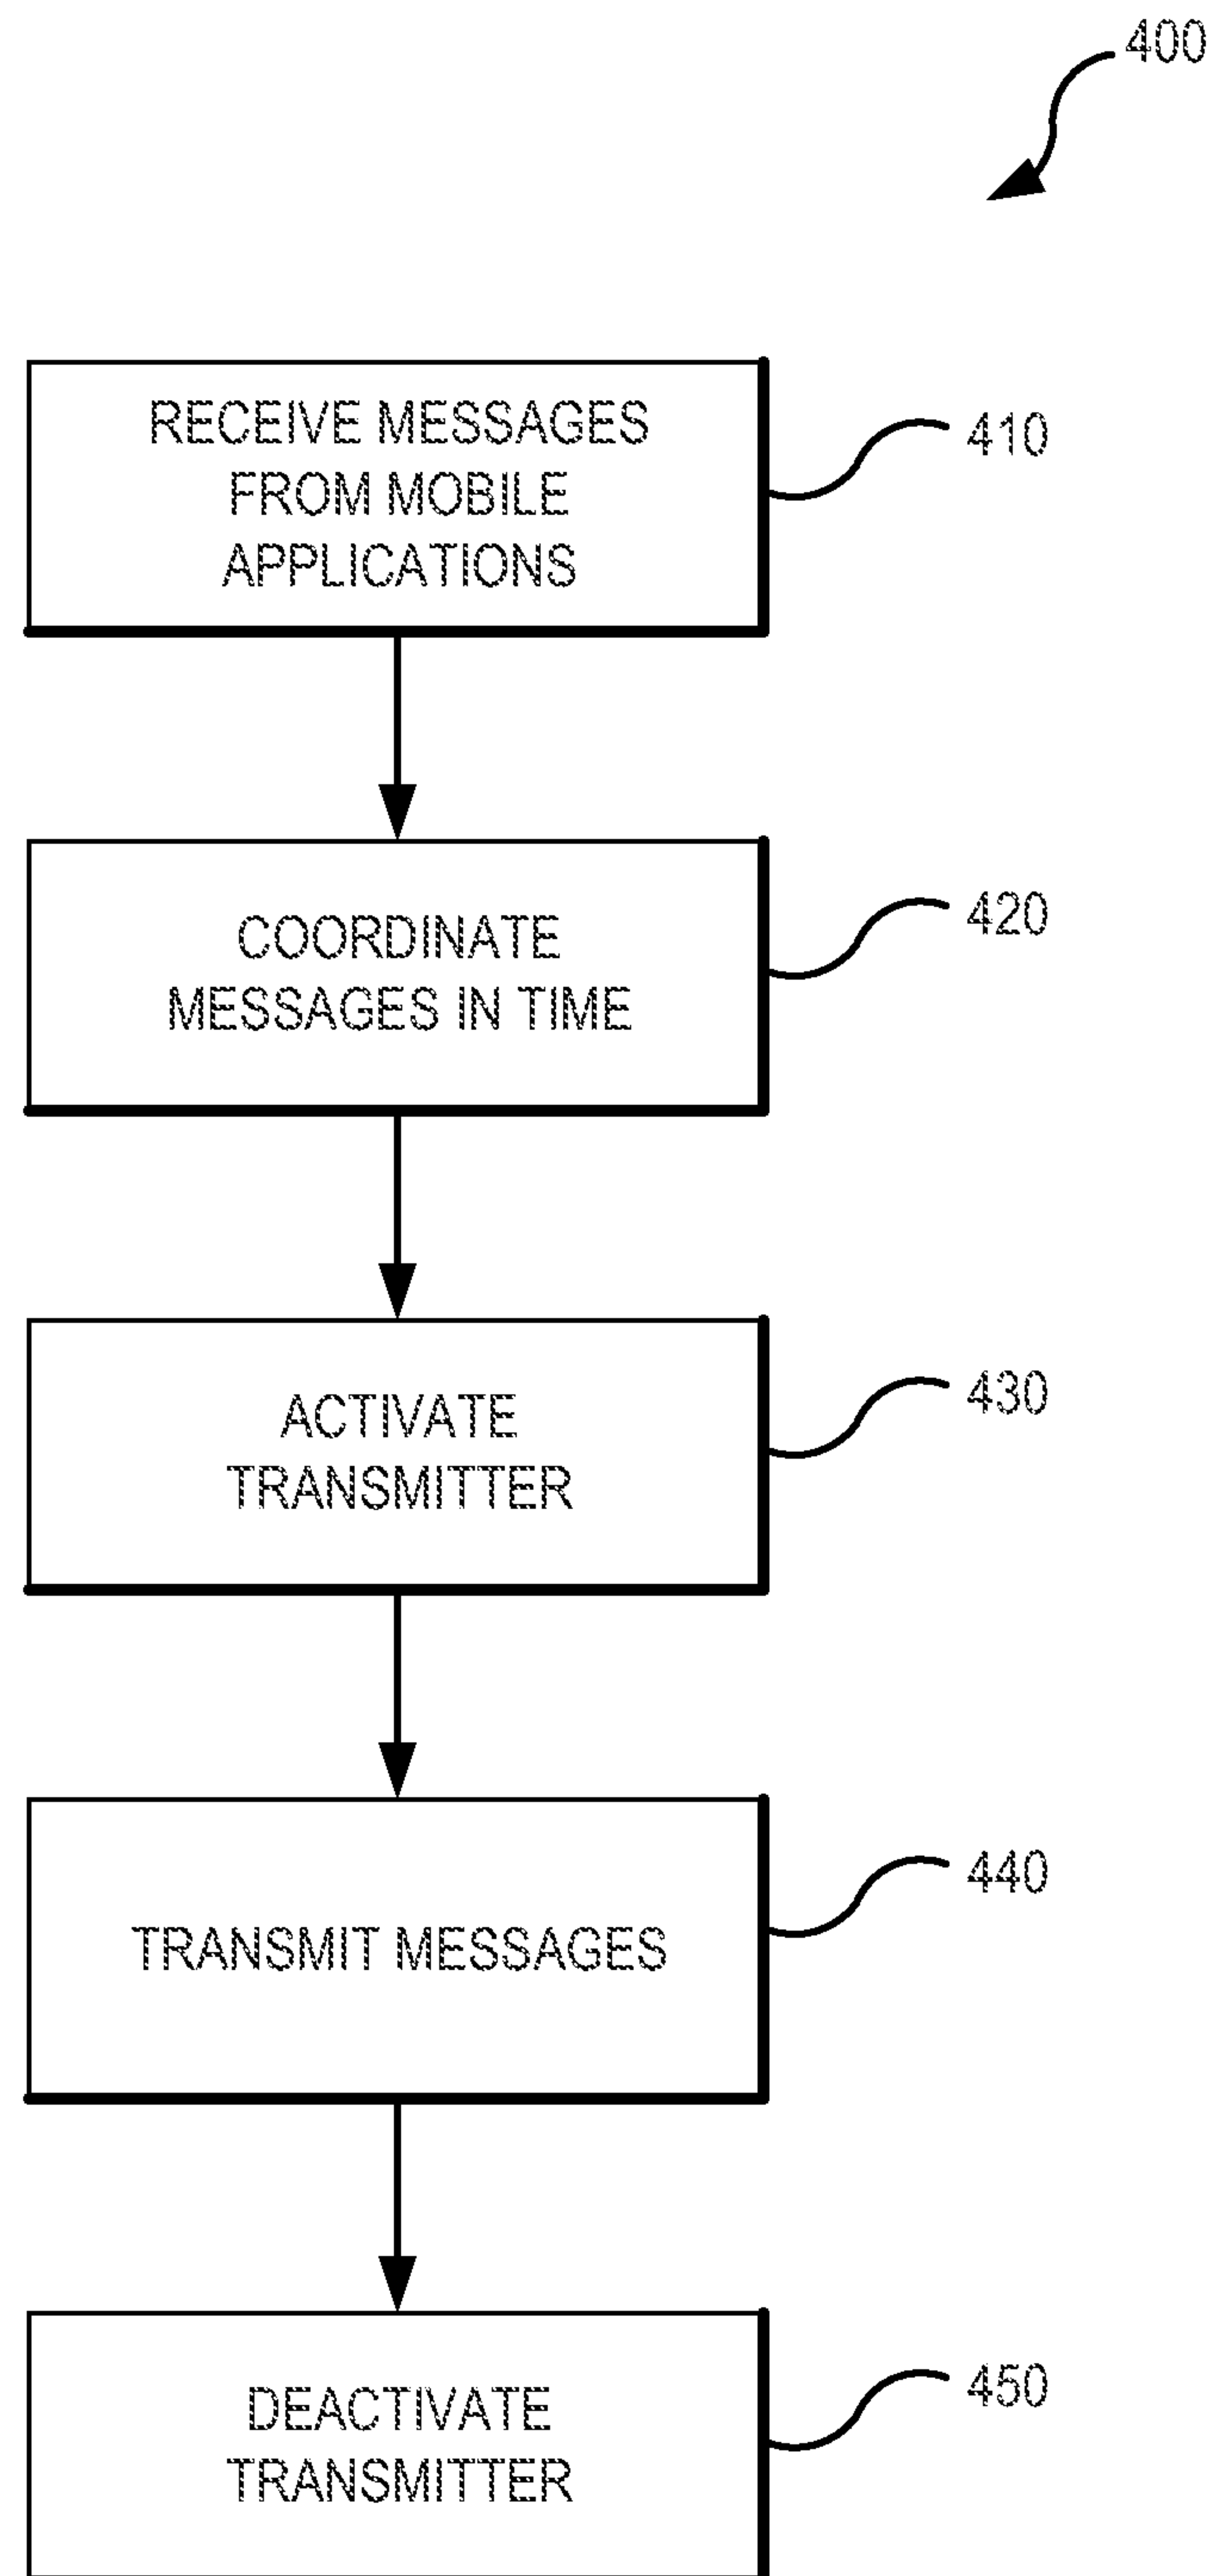 400
RECEIVE MESSAGES
FROM MOBILE
APPLICATIONS
410
COORDINATE
MESSAGES IN TIME
420
ACTIVATE
TRANSMITTER
430
TRANSMIT MESSAGES
440
DEACTIVATE
TRANSMITTER
450